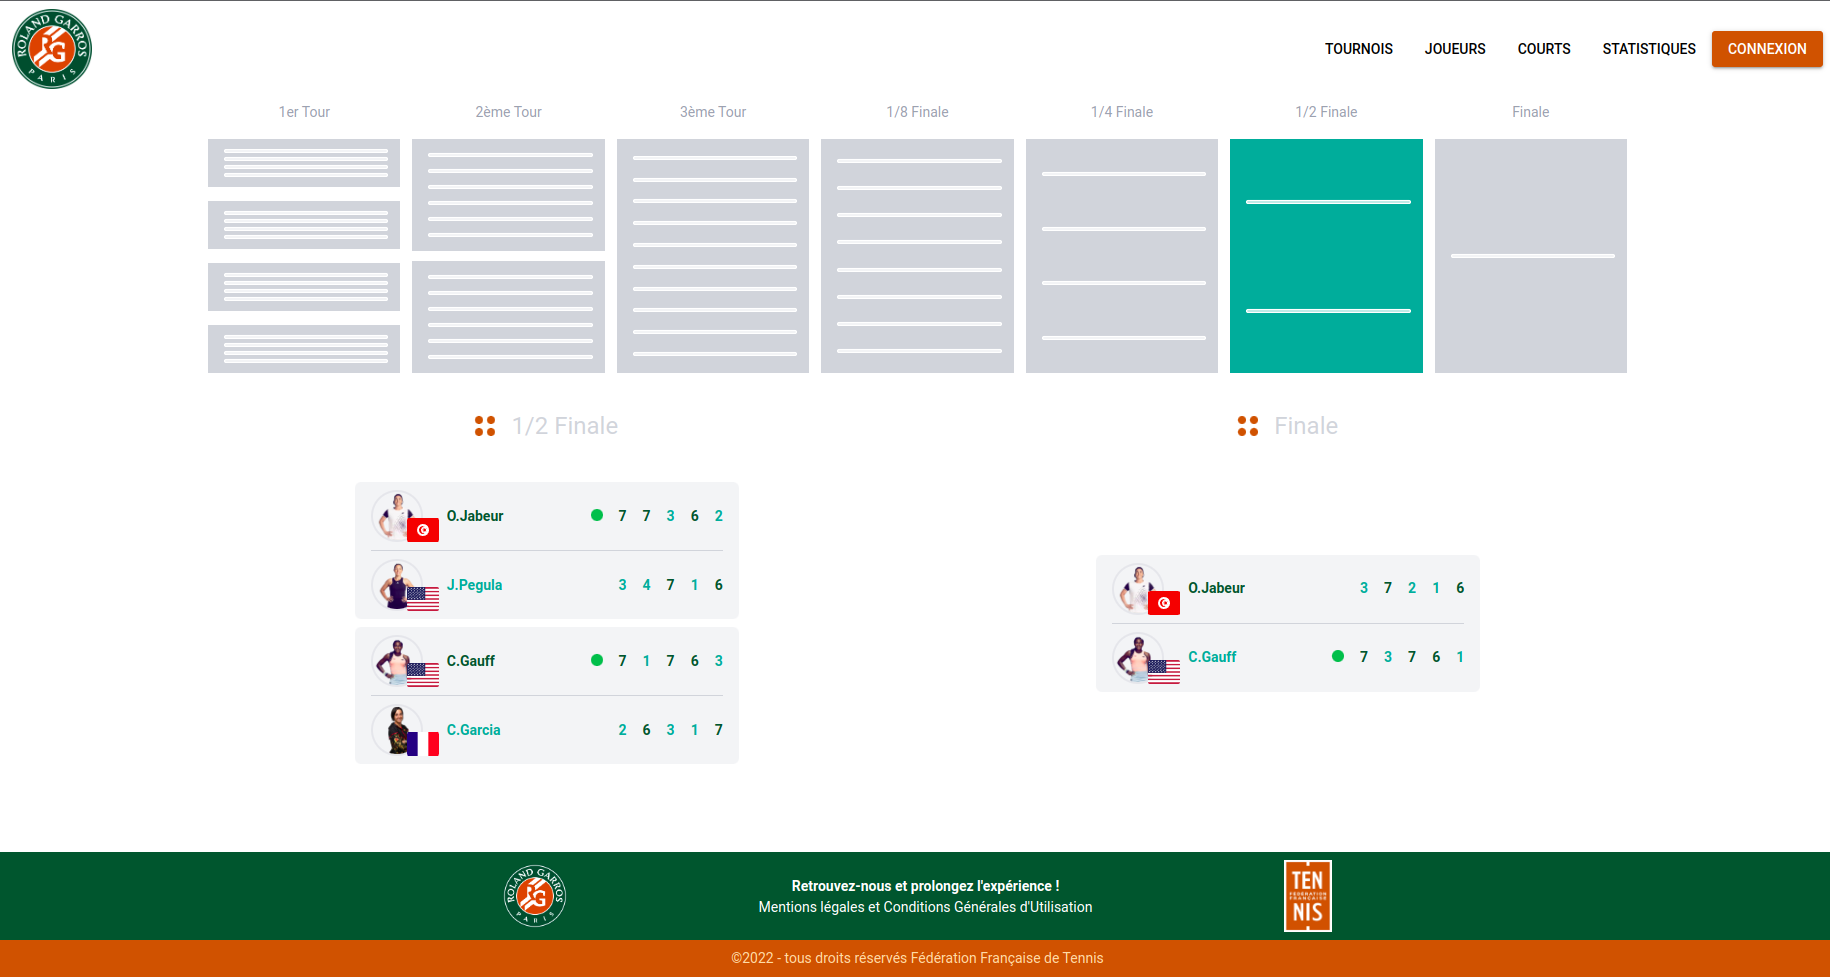 ROLAND GARROS
PARIS
TOURNOIS JOUEURS COURTS STATISTIQUES CONNEXION
1er Tour 2ème Tour 3ème Tour 1/8 Finale 1/4 Finale 1/2 Finale Finale
1/2 Finale
O.Jabeur 7 7 3 6 2
J.Pegula 3 4 7 1 6
C.Gauff 7 1 7 6 3
C.Garcia 2 6 3 1 7
Finale
O.Jabeur 3 7 2 1 6
C.Gauff 7 3 7 6 1
ROLAND GARROS
PARIS
Retrouvez-nous et prolongez l'expérience !
Mentions légales et Conditions Générales d'Utilisation
TEN
FÉDÉRATION
FRANÇAISE
NIS
©2022 - tous droits réservés Fédération Française de Tennis